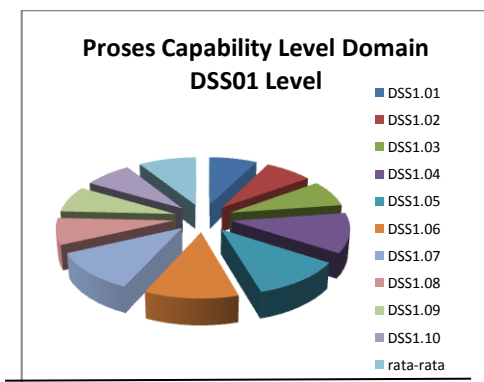 Proses Capability Level Domain
DSS01 Level
DSS1.01
DSS1.02
DSS1.03
DSS1.04
DSS1.05
DSS1.06
DSS1.07
DSS1.08
DSS1.09
DSS1.10
rata-rata